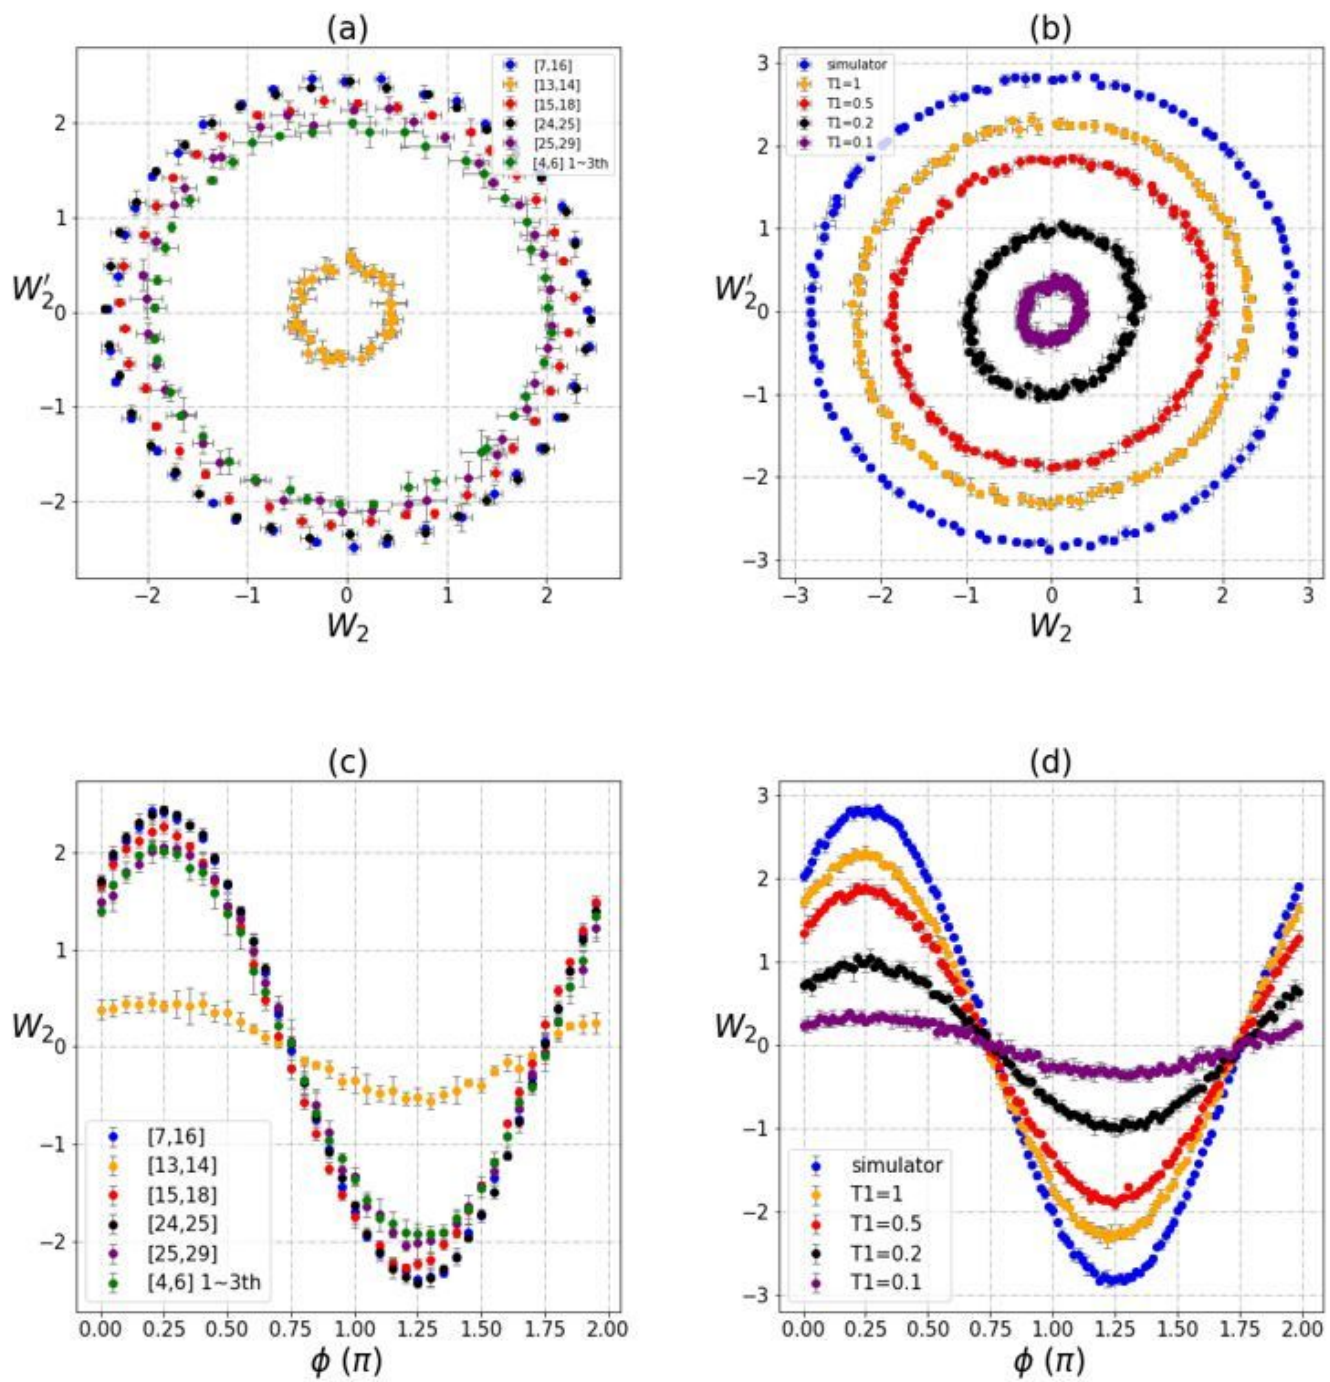 (a)
[7,16]
[13,14]
[15,18]
[24,25]
[25,29]
[4,6] 1~3th
2
1
0
−1
−2
W₂′
−2 −1 0 1 2
W₂
(b)
simulator
T1=1
T1=0.5
T1=0.2
T1=0.1
3
2
1
0
−1
−2
−3
W₂′
−3 −2 −1 0 1 2 3
W₂
(c)
2
1
0
−1
−2
W₂
[7,16]
[13,14]
[15,18]
[24,25]
[25,29]
[4,6] 1~3th
0.00 0.25 0.50 0.75 1.00 1.25 1.50 1.75 2.00
ϕ (π)
(d)
3
2
1
0
−1
−2
−3
W₂
simulator
T1=1
T1=0.5
T1=0.2
T1=0.1
0.00 0.25 0.50 0.75 1.00 1.25 1.50 1.75 2.00
ϕ (π)